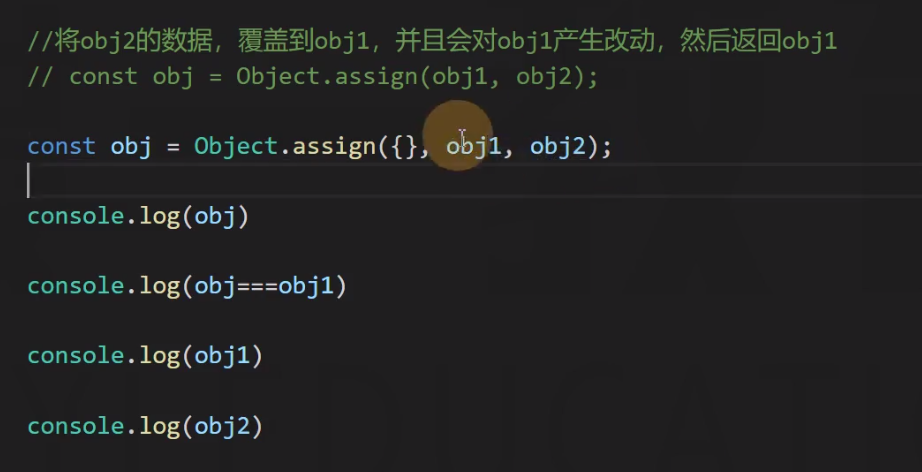 //将obj2的数据，覆盖到obj1，并且会对obj1产生改动，然后返回obj1
// const obj = Object.assign(obj1, obj2);
const obj = Object.assign({}, obj1, obj2);
console.log(obj)
console.log(obj===obj1)
console.log(obj1)
console.log(obj2)